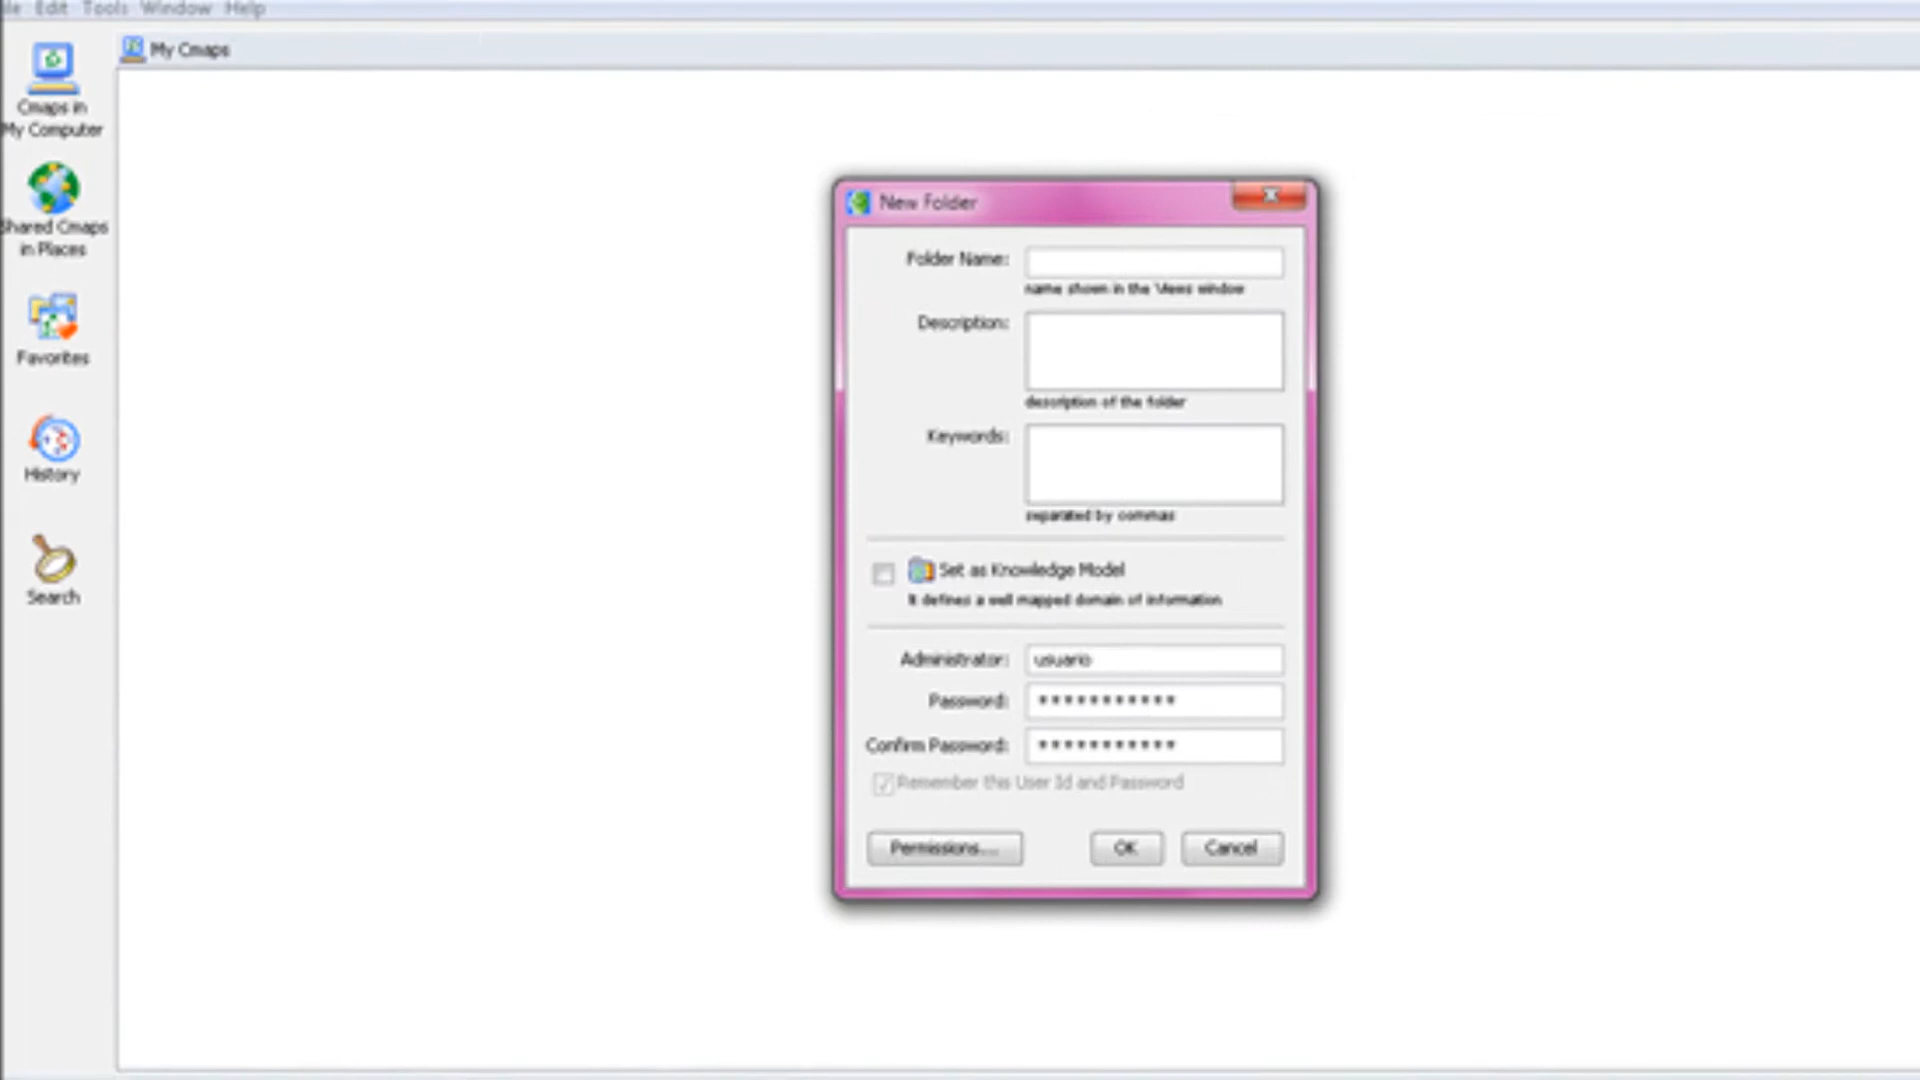 Edit Tools Window Help
My Cmaps
Cmaps in
My Computer
Shared Cmaps
in Places
Favorites
History
Search
New Folder
Folder Name:
name shown in the Views window
Description:
description of the folder
Keywords:
separated by commas
Set as Knowledge Model
It defines a well mapped domain of information
Administrator: usuario
Password: ***********
Confirm Password: ***********
Remember this User Id and Password
Permissions... OK Cancel